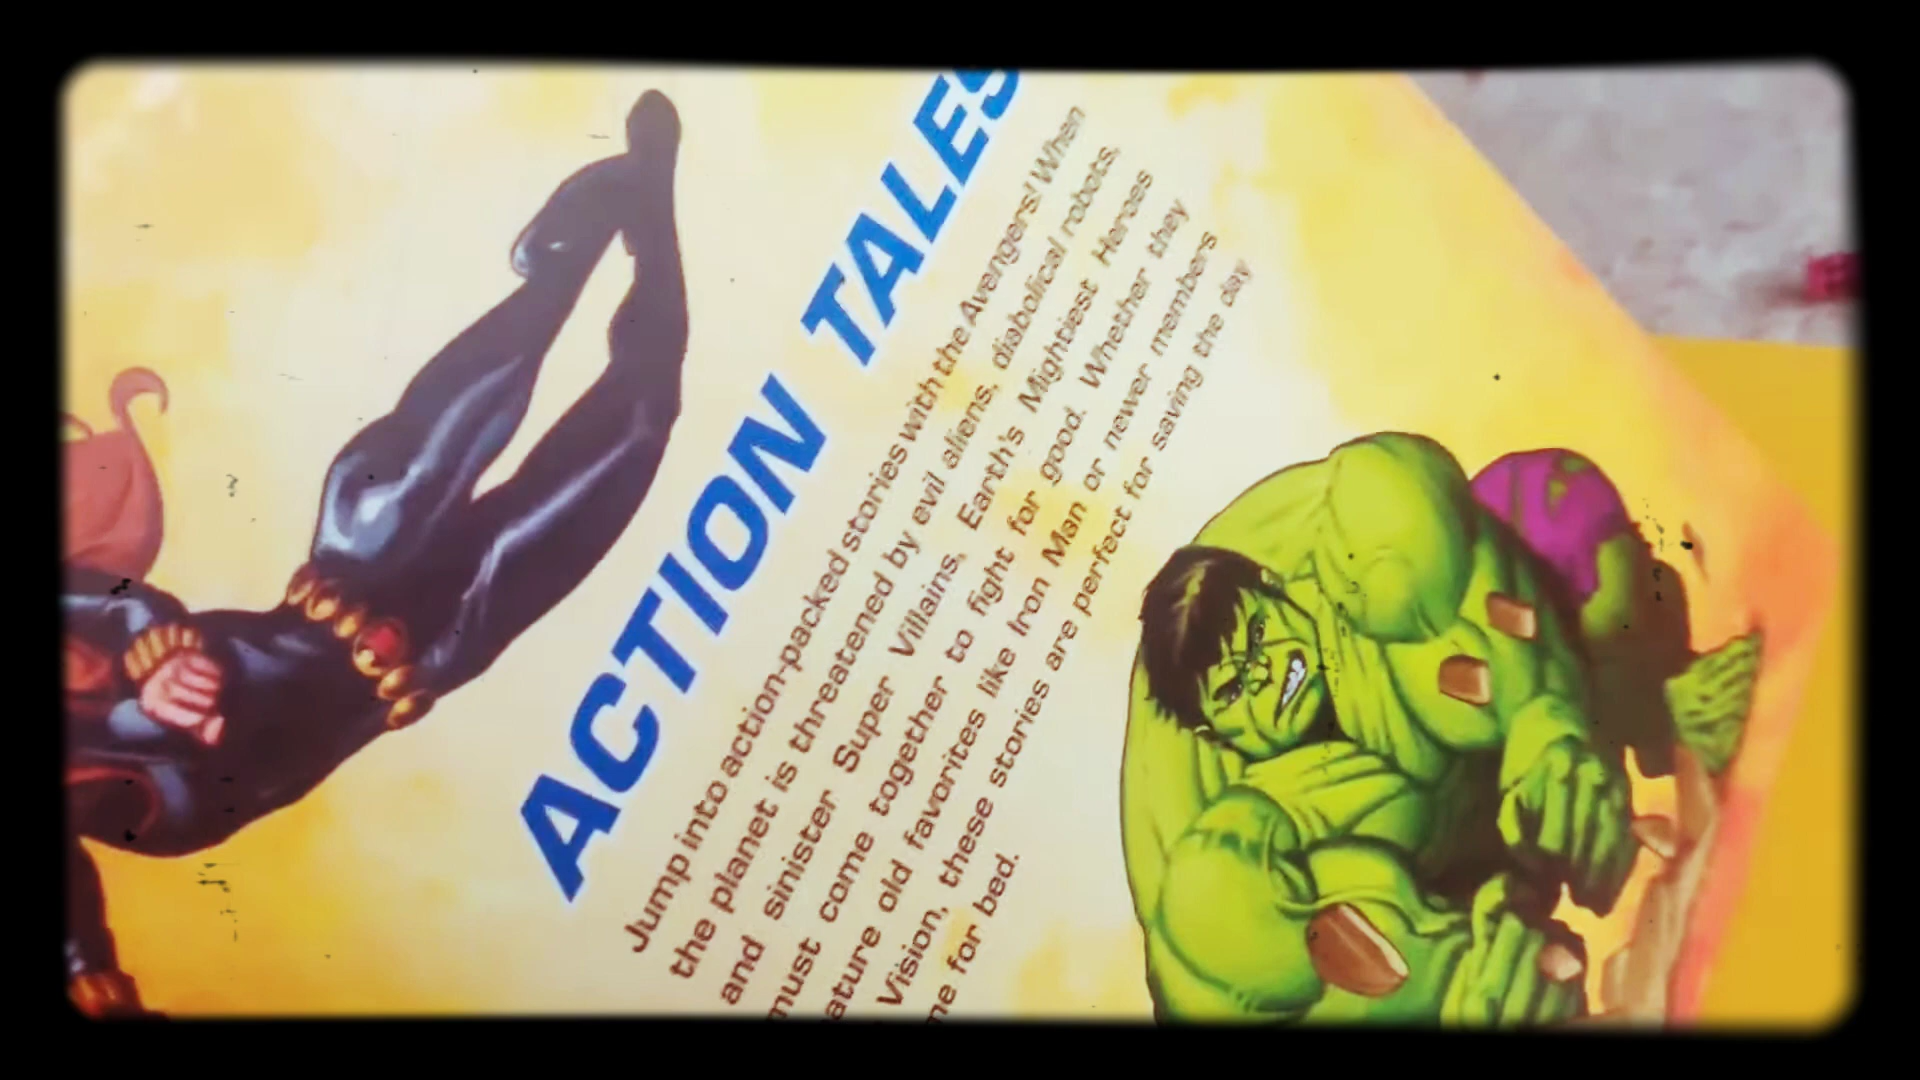 ACTION TALES
Jump into action-packed stories with the Avengers! When
the planet is threatened by evil aliens, diabolical robots,
and sinister Super Villains, Earth's Mightiest Heroes
must come together to fight for good. Whether they
ature old favorites like Iron Man or newer members
Vision, these stories are perfect for saving the day
me for bed.